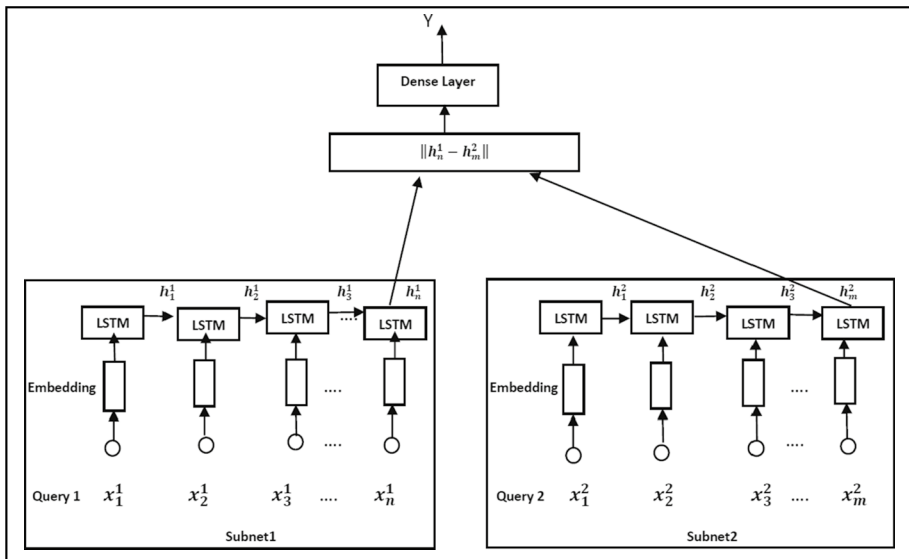 Y
Dense Layer
‖h_n^1 − h_m^2‖
h_1^1 h_2^1 h_3^1 h_n^1
LSTM LSTM LSTM .... LSTM
Embedding ....
....
Query 1 x_1^1 x_2^1 x_3^1 .... x_n^1
Subnet1
h_1^2 h_2^2 h_3^2 h_m^2
LSTM LSTM LSTM LSTM
Embedding ....
....
Query 2 x_1^2 x_2^2 x_3^2 .... x_m^2
Subnet2